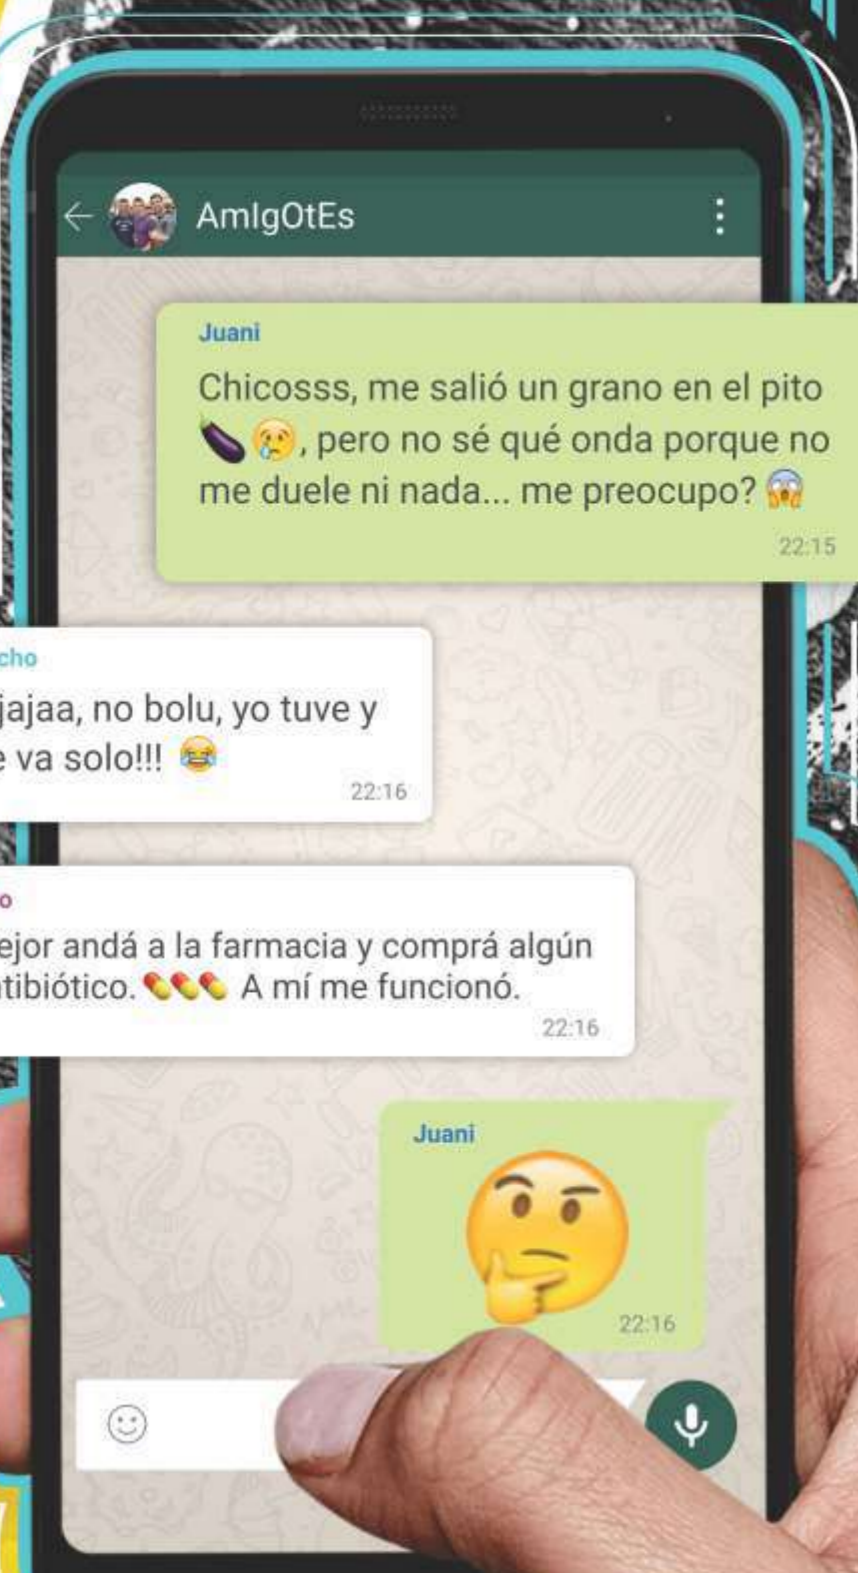 AmIgOtEs
Juani
Chicosss, me salió un grano en el pito
🍆😢, pero no sé qué onda porque no
me duele ni nada... me preocupo? 😱
22:15
cho
jajaa, no bolu, yo tuve y
e va solo!!! 😂
22:16
o
ejor andá a la farmacia y comprá algún
tibiótico. 💊💊💊 A mí me funcionó.
22:16
Juani
🤔
22:16